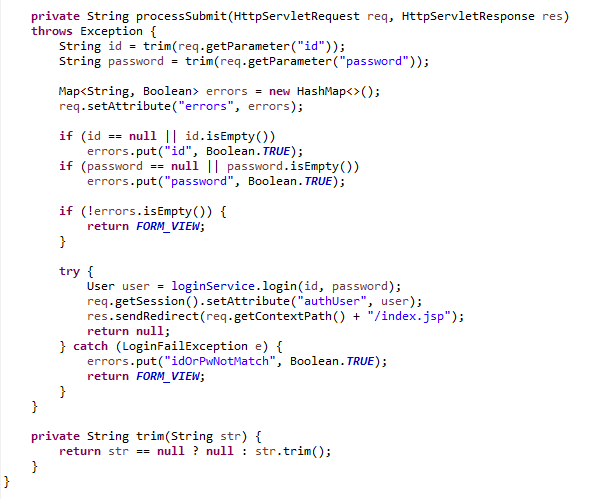 private String processSubmit(HttpServletRequest req, HttpServletResponse res)
    throws Exception {
        String id = trim(req.getParameter("id"));
        String password = trim(req.getParameter("password"));

        Map<String, Boolean> errors = new HashMap<>();
        req.setAttribute("errors", errors);

        if (id == null || id.isEmpty())
            errors.put("id", Boolean.TRUE);
        if (password == null || password.isEmpty())
            errors.put("password", Boolean.TRUE);

        if (!errors.isEmpty()) {
            return FORM_VIEW;
        }

        try {
            User user = loginService.login(id, password);
            req.getSession().setAttribute("authUser", user);
            res.sendRedirect(req.getContextPath() + "/index.jsp");
            return null;
        } catch (LoginFailException e) {
            errors.put("idOrPwNotMatch", Boolean.TRUE);
            return FORM_VIEW;
        }
    }

    private String trim(String str) {
        return str == null ? null : str.trim();
    }
}